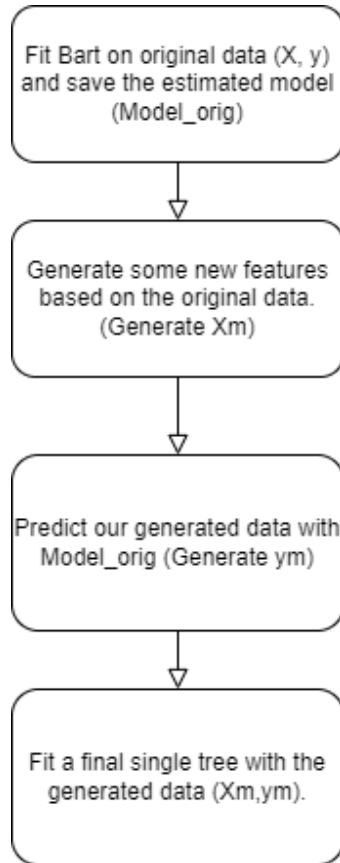 Fit Bart on original data (X, y)
and save the estimated model
(Model_orig)
Generate some new features
based on the original data.
(Generate Xm)
Predict our generated data with
Model_orig (Generate ym)
Fit a final single tree with the
generated data (Xm,ym).